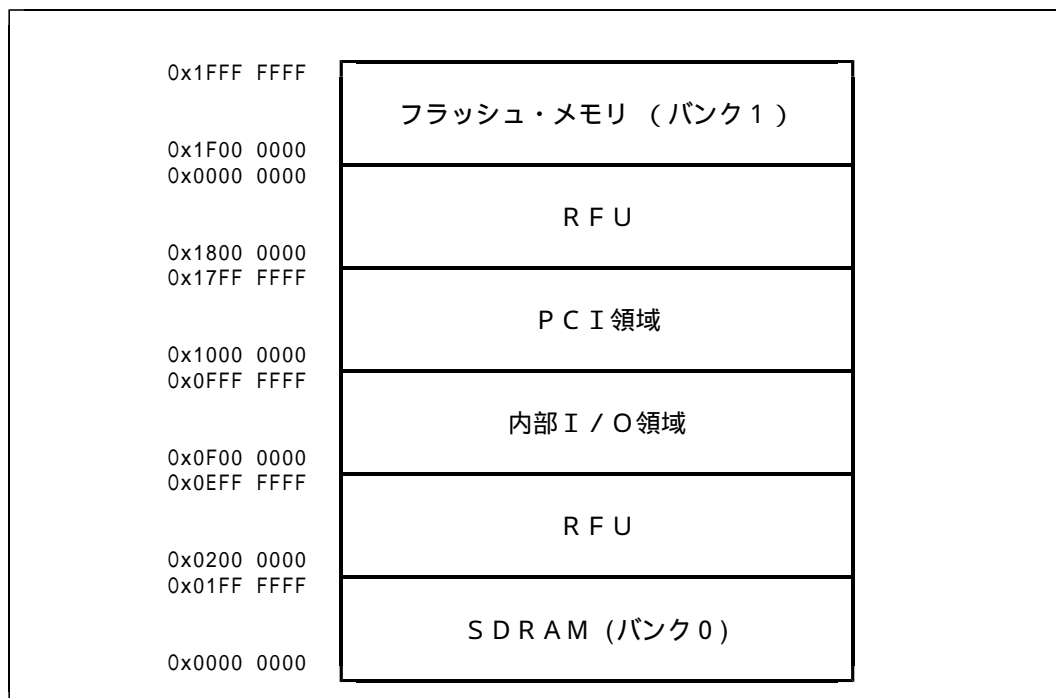 0x1FFF FFFF
フラッシュ・メモリ （バンク１）
0x1F00 0000
0x0000 0000
ＲＦＵ
0x1800 0000
0x17FF FFFF
ＰＣＩ領域
0x1000 0000
0x0FFF FFFF
内部Ｉ／Ｏ領域
0x0F00 0000
0x0EFF FFFF
ＲＦＵ
0x0200 0000
0x01FF FFFF
ＳＤＲＡＭ（バンク０）
0x0000 0000